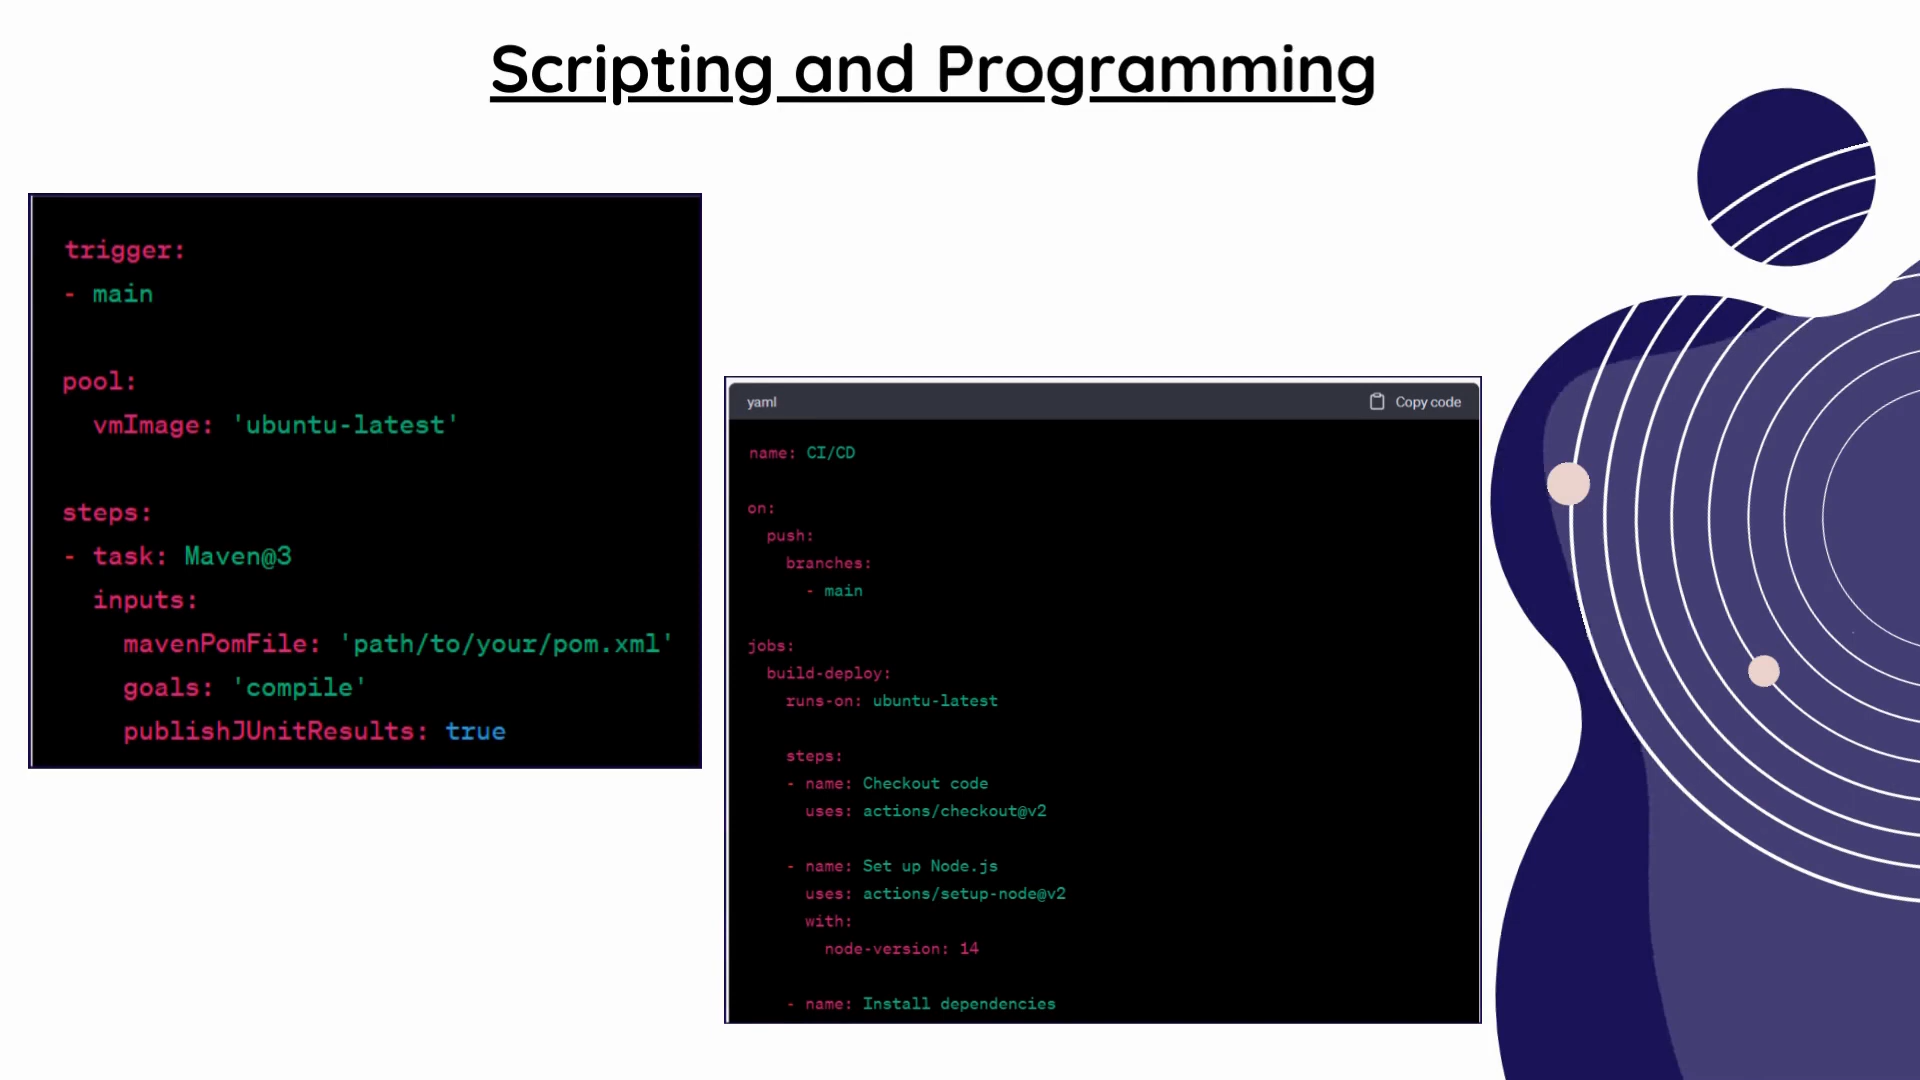 Scripting and Programming
trigger:
- main
pool:
  vmImage: 'ubuntu-latest'
steps:
- task: Maven@3
  inputs:
    mavenPomFile: 'path/to/your/pom.xml'
    goals: 'compile'
    publishJUnitResults: true
yaml
Copy code
name: CI/CD
on:
  push:
    branches:
      - main
jobs:
  build-deploy:
    runs-on: ubuntu-latest
    steps:
    - name: Checkout code
      uses: actions/checkout@v2
    - name: Set up Node.js
      uses: actions/setup-node@v2
      with:
        node-version: 14
    - name: Install dependencies